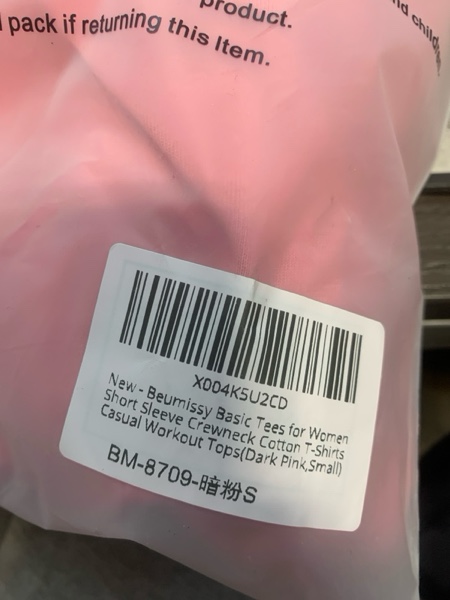 product.
pack if returning this Item.
X004K5U2CD
New - Beumissy Basic Tees for Women
Short Sleeve Crewneck Cotton T-Shirts
Casual Workout Tops(Dark Pink,Small)
BM-8709-暗粉S